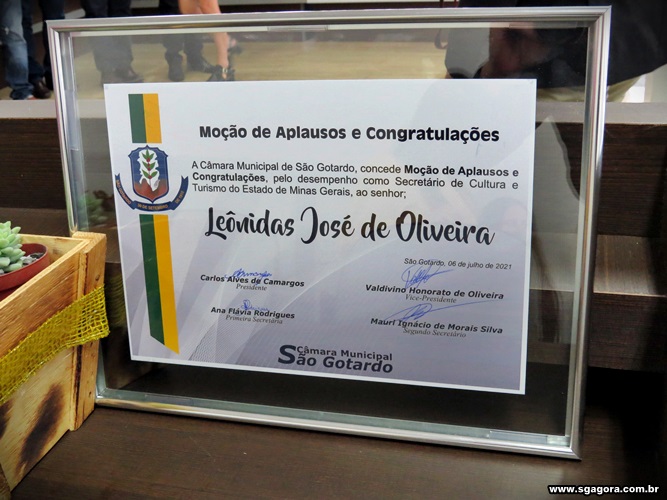 Moção de Aplausos e Congratulações
A Câmara Municipal de São Gotardo, concede Moção de Aplausos e
Congratulações, pelo desempenho como Secretário de Cultura e
Turismo do Estado de Minas Gerais, ao senhor;
Leônidas José de Oliveira
São Gotardo, 06 de julho de 2021
Carlos Alves de Camargos
Presidente
Valdivino Honorato de Oliveira
Vice-Presidente
Ana Flávia Rodrigues
Primeira Secretária
Mauri Ignácio de Morais Silva
Segundo Secretário
Câmara Municipal
São Gotardo
www.sgagora.com.br